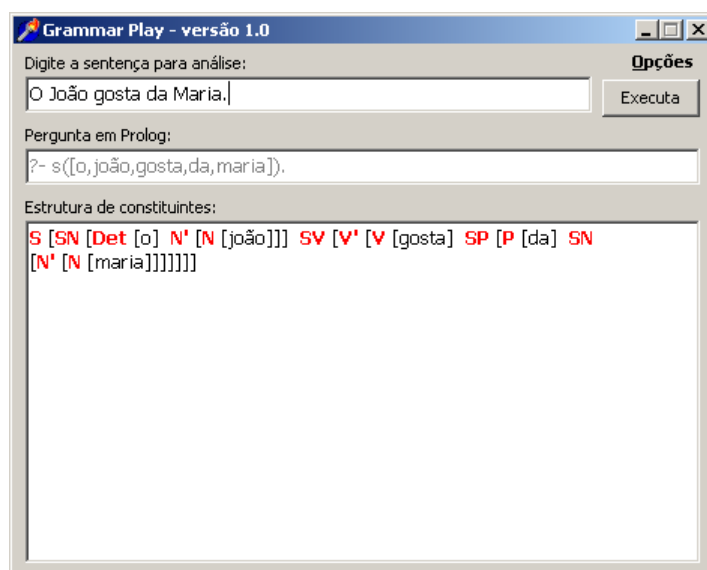 Grammar Play - versão 1.0
Digite a sentença para análise:
Opções
O João gosta da Maria.
Executa
Pergunta em Prolog:
?- s([o,joão,gosta,da,maria]).
Estrutura de constituintes:
S [SN [Det [o] N' [N [joão]]] SV [V' [V [gosta] SP [P [da] SN
[N' [N [maria]]]]]]]